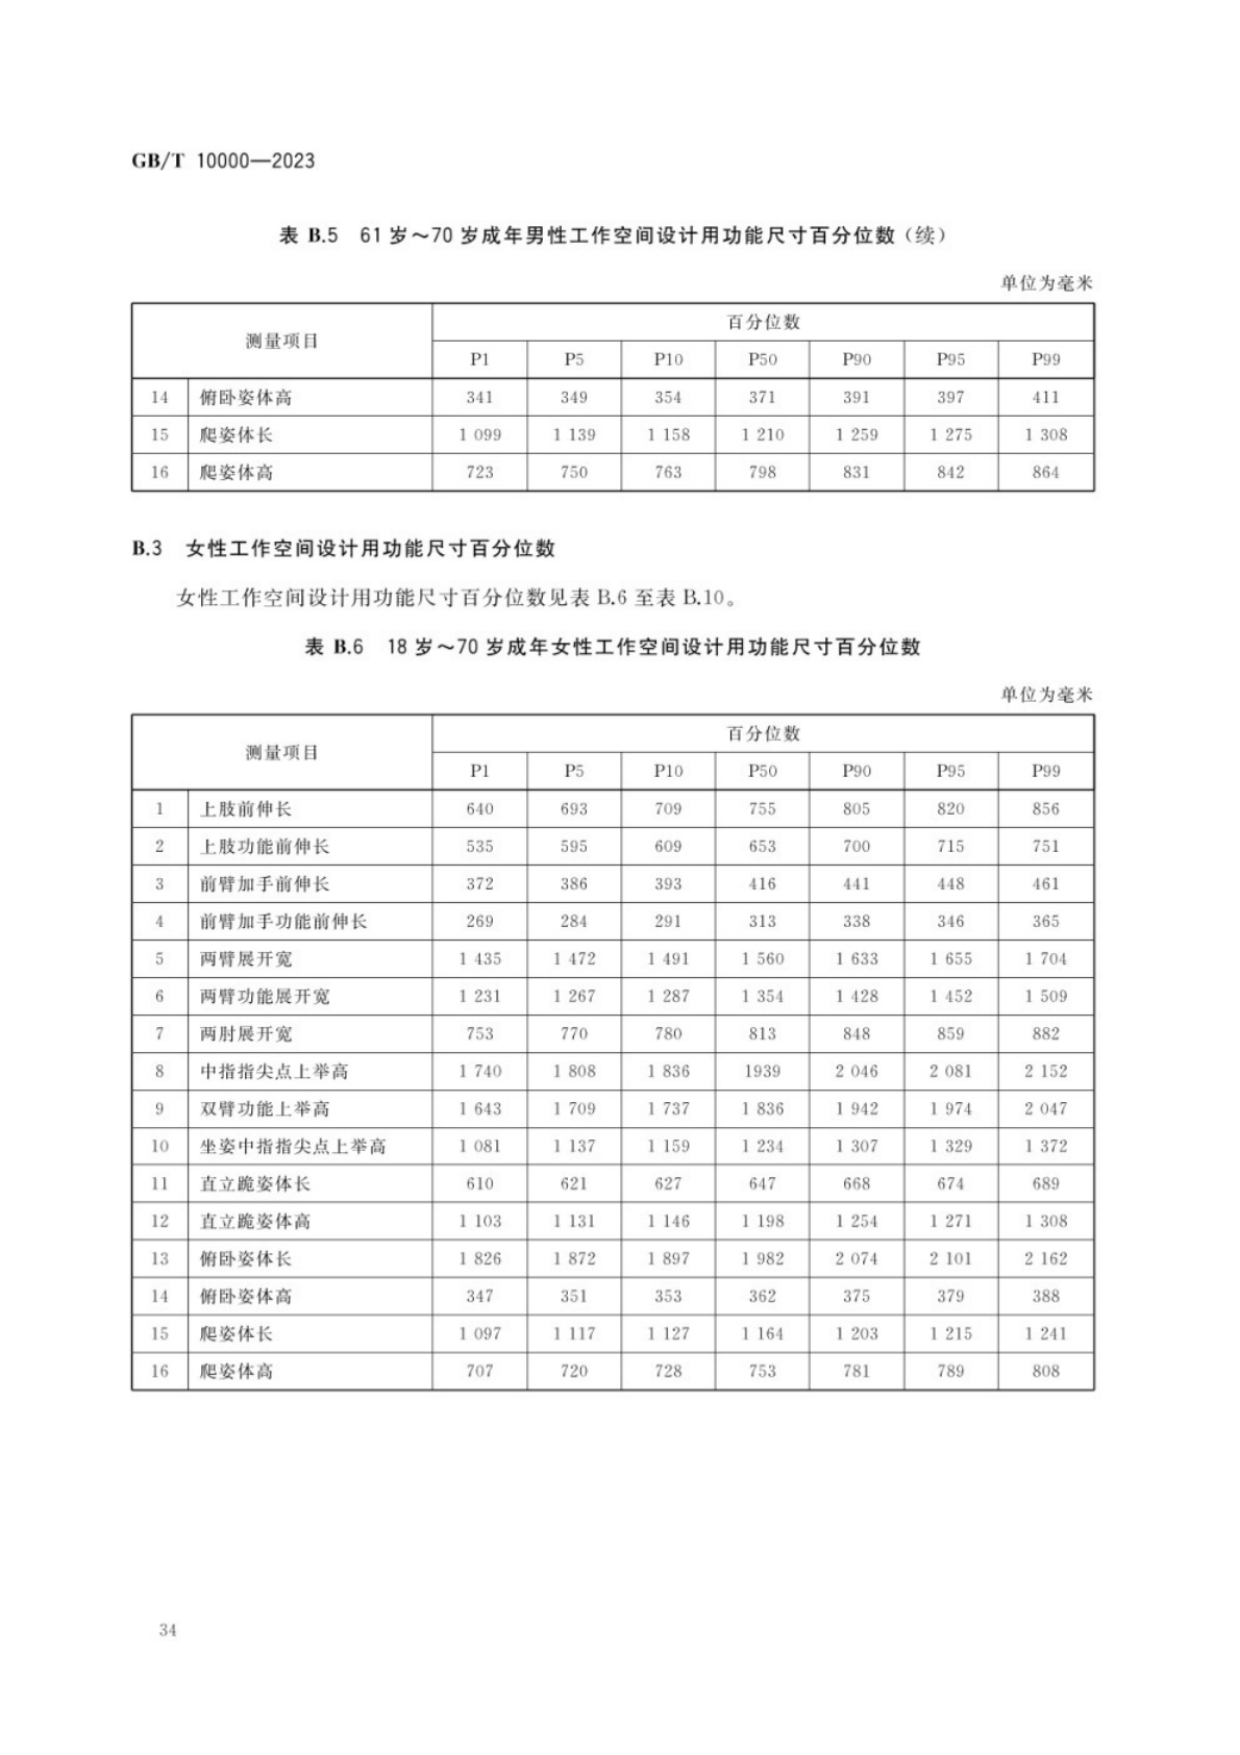 GB/T 10000—2023
表 B.5 61 岁～70 岁成年男性工作空间设计用功能尺寸百分位数（续）
单位为毫米
测量项目 百分位数
P1 P5 P10 P50 P90 P95 P99
14 俯卧姿体高 341 349 354 371 391 397 411
15 爬姿体长 1 099 1 139 1 158 1 210 1 259 1 275 1 308
16 爬姿体高 723 750 763 798 831 842 864
B.3 女性工作空间设计用功能尺寸百分位数
女性工作空间设计用功能尺寸百分位数见表 B.6 至表 B.10。
表 B.6 18 岁～70 岁成年女性工作空间设计用功能尺寸百分位数
单位为毫米
测量项目 百分位数
P1 P5 P10 P50 P90 P95 P99
1 上肢前伸长 640 693 709 755 805 820 856
2 上肢功能前伸长 535 595 609 653 700 715 751
3 前臂加手前伸长 372 386 393 416 441 448 461
4 前臂加手功能前伸长 269 284 291 313 338 346 365
5 两臂展开宽 1 435 1 472 1 491 1 560 1 633 1 655 1 704
6 两臂功能展开宽 1 231 1 267 1 287 1 354 1 428 1 452 1 509
7 两肘展开宽 753 770 780 813 848 859 882
8 中指指尖点上举高 1 740 1 808 1 836 1939 2 046 2 081 2 152
9 双臂功能上举高 1 643 1 709 1 737 1 836 1 942 1 974 2 047
10 坐姿中指指尖点上举高 1 081 1 137 1 159 1 234 1 307 1 329 1 372
11 直立跪姿体长 610 621 627 647 668 674 689
12 直立跪姿体高 1 103 1 131 1 146 1 198 1 254 1 271 1 308
13 俯卧姿体长 1 826 1 872 1 897 1 982 2 074 2 101 2 162
14 俯卧姿体高 347 351 353 362 375 379 388
15 爬姿体长 1 097 1 117 1 127 1 164 1 203 1 215 1 241
16 爬姿体高 707 720 728 753 781 789 808
34